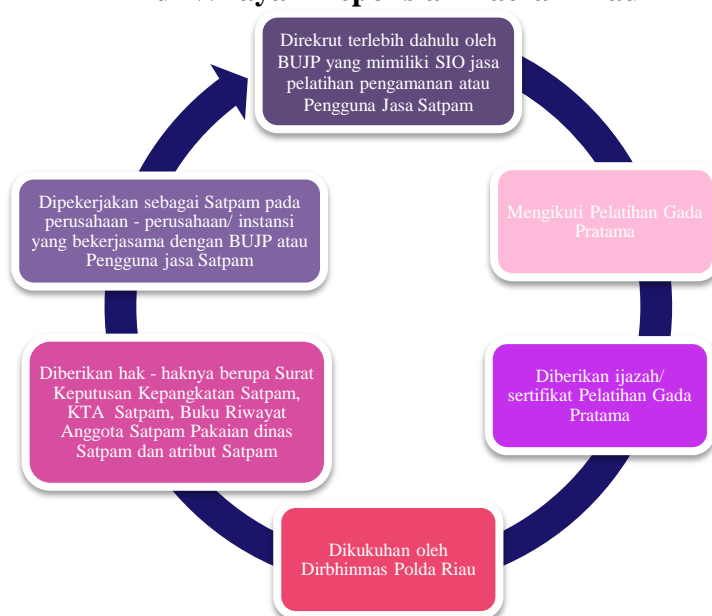 Direkrut terlebih dahulu oleh
BUJP yang mimiliki SIO jasa
pelatihan pengamanan atau
Pengguna Jasa Satpam
Mengikuti Pelatihan Gada
Pratama
Diberikan ijazah/
sertifikat Pelatihan Gada
Pratama
Dikukuhan oleh
Dirbhinmas Polda Riau
Diberikan hak - haknya berupa Surat
Keputusan Kepangkatan Satpam,
KTA Satpam, Buku Riwayat
Anggota Satpam Pakaian dinas
Satpam dan atribut Satpam
Dipekerjakan sebagai Satpam pada
perusahaan - perusahaan/ instansi
yang bekerjasama dengan BUJP atau
Pengguna jasa Satpam